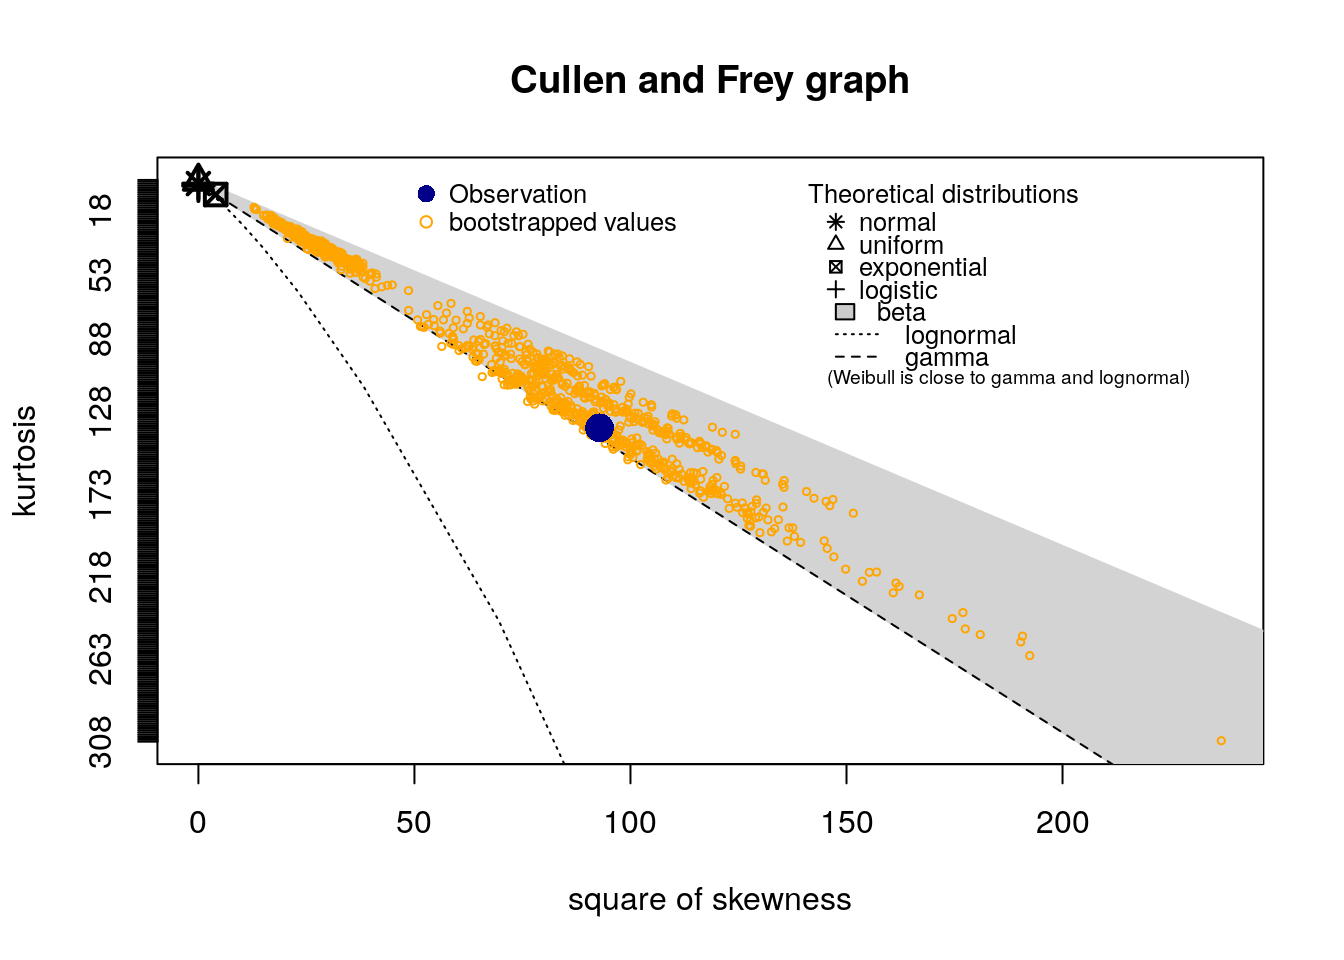 Cullen and Frey graph
Observation
bootstrapped values
Theoretical distributions
normal
uniform
exponential
logistic
beta
lognormal
gamma
(Weibull is close to gamma and lognormal)
kurtosis
18
53
88
128
173
218
263
308
0 50 100 150 200
square of skewness